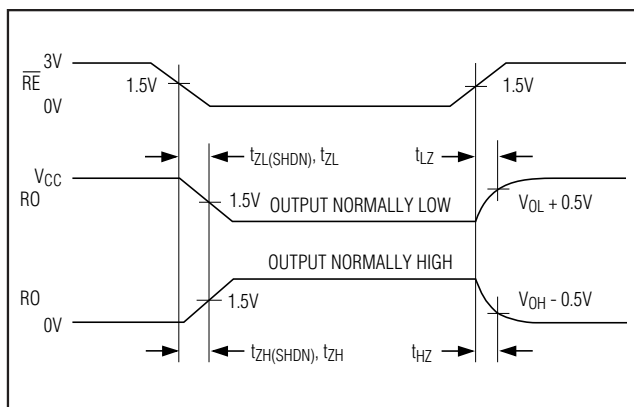 3V
RE
1.5V
1.5V
0V
tZL(SHDN), tZL
tLZ
VCC
RO
1.5V
OUTPUT NORMALLY LOW
VOL + 0.5V
OUTPUT NORMALLY HIGH
RO
1.5V
VOH - 0.5V
0V
tZH(SHDN), tZH
tHZ